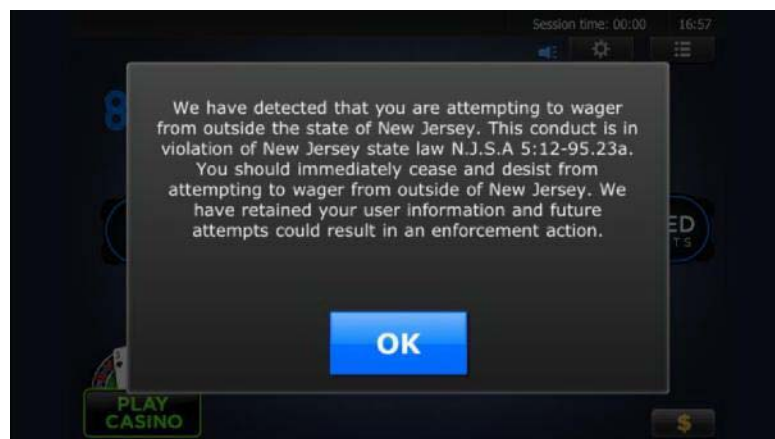 Session time: 00:00 16:57
8
We have detected that you are attempting to wager
from outside the state of New Jersey. This conduct is in
violation of New Jersey state law N.J.S.A 5:12-95.23a.
You should immediately cease and desist from
attempting to wager from outside of New Jersey. We
have retained your user information and future
attempts could result in an enforcement action.
ED
TS
OK
PLAY
CASINO
$